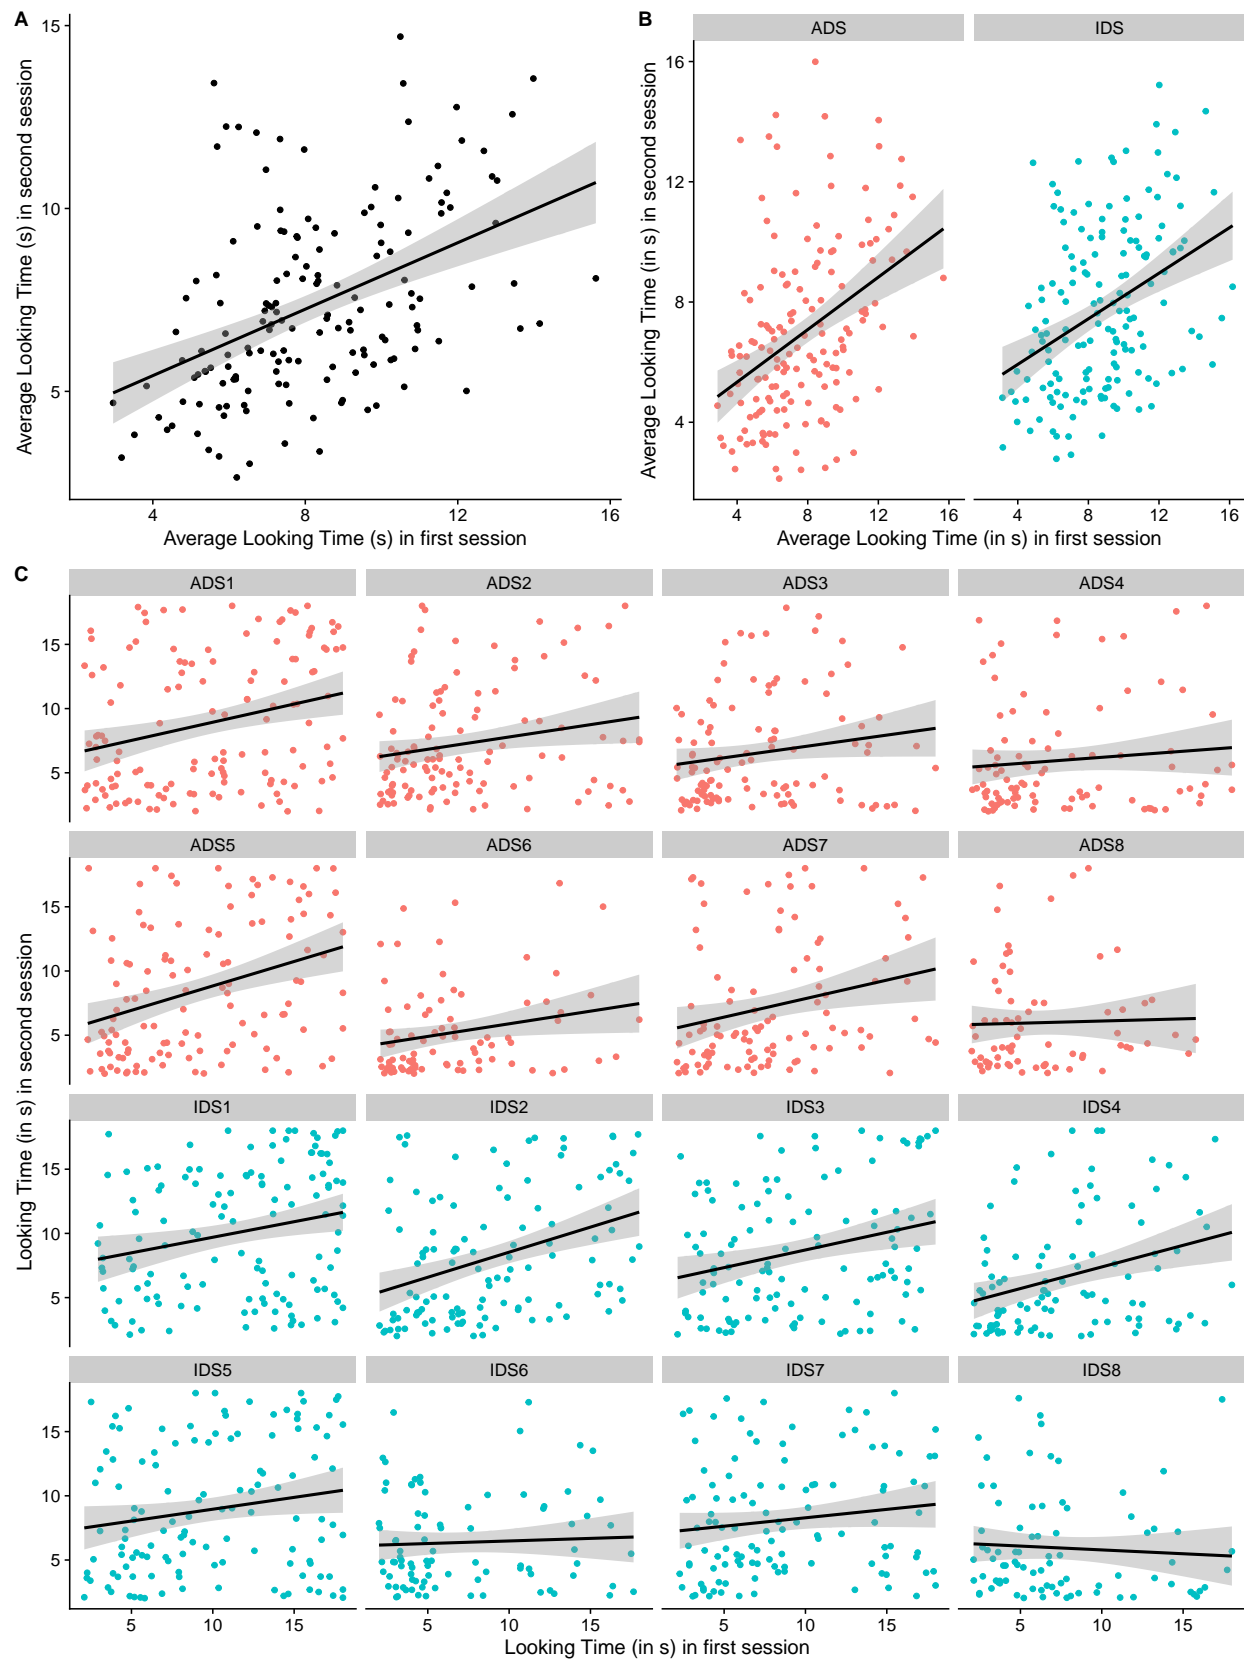 A
Average Looking Time (s) in second session
15
10
5
4
8
12
16
Average Looking Time (s) in first session
B
ADS
IDS
Average Looking Time (in s) in second session
16
12
8
4
4
8
12
16
4
8
12
16
Average Looking Time (in s) in first session
C
Looking Time (in s) in second session
ADS1
ADS2
ADS3
ADS4
15
10
5
ADS5
ADS6
ADS7
ADS8
15
10
5
IDS1
IDS2
IDS3
IDS4
15
10
5
IDS5
IDS6
IDS7
IDS8
15
10
5
5
10
15
5
10
15
5
10
15
5
10
15
Looking Time (in s) in first session